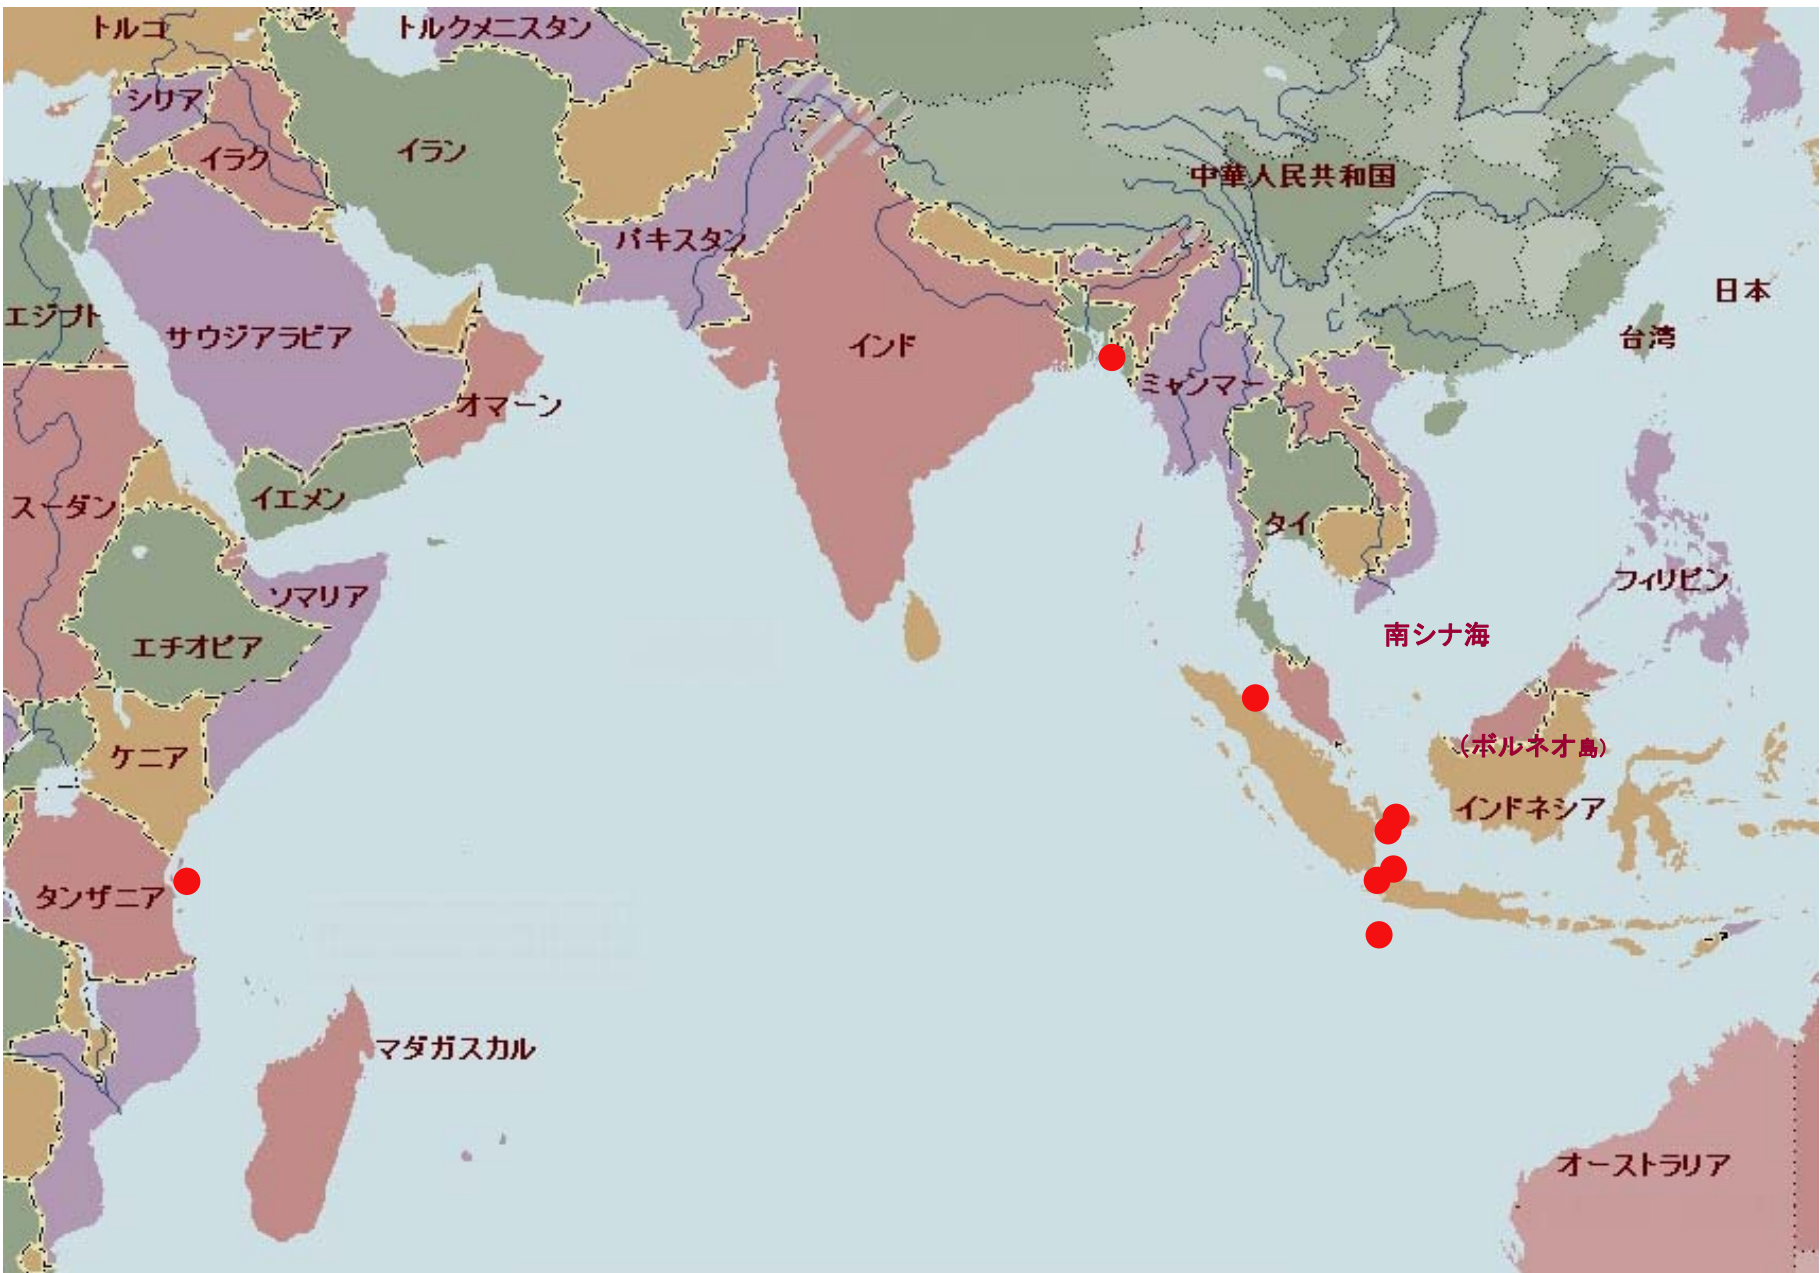 トルコ
トルクメニスタン
シリア
イラク
イラン
中華人民共和国
パキスタン
日本
エジプト
サウジアラビア
インド
台湾
ミャンマー
オマーン
スーダン
イエメン
タイ
ソマリア
フィリピン
エチオピア
南シナ海
ケニア
(ボルネオ島)
インドネシア
タンザニア
マダガスカル
オーストラリア